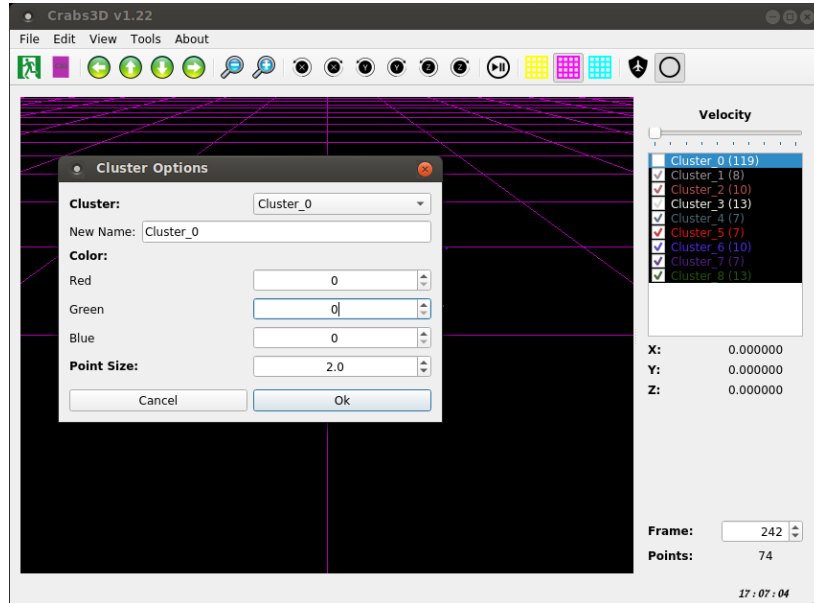 Crabs3D v1.22
File Edit View Tools About
X X Y Y Z Z
Velocity
Cluster_0 (119)
Cluster_1 (8)
Cluster_2 (10)
Cluster_3 (13)
Cluster_4 (7)
Cluster_5 (7)
Cluster_6 (10)
Cluster_7 (7)
Cluster_8 (13)
Cluster Options
Cluster: Cluster_0
New Name: Cluster_0
Color:
Red 0
Green 0
Blue 0
Point Size: 2.0
Cancel Ok
X: 0.000000
Y: 0.000000
Z: 0.000000
Frame: 242
Points: 74
17:07:04